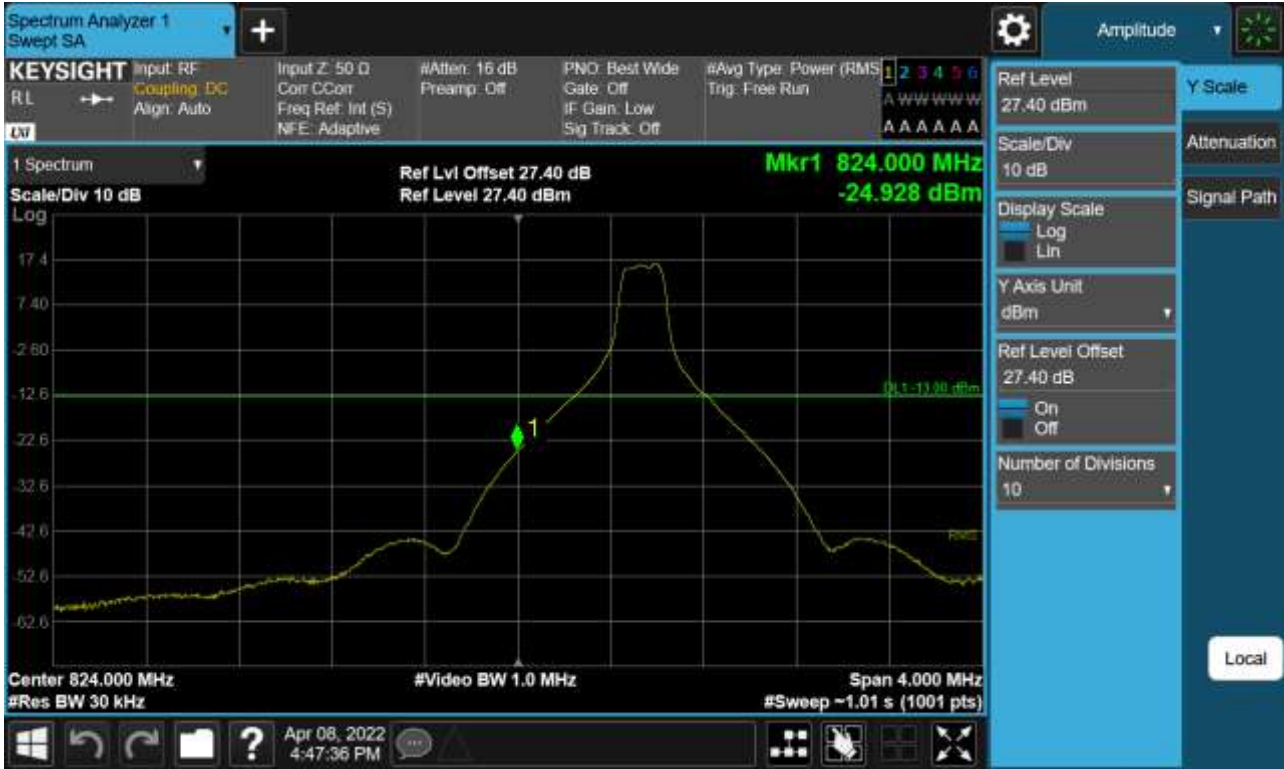 Spectrum Analyzer 1
Swept SA
+
Amplitude
KEYSIGHT
RL
LXI
Input: RF
Coupling: DC
Align: Auto
Input Z: 50 Ω
Corr CCorr
Freq Ref: Int (S)
NFE: Adaptive
#Atten: 16 dB
Preamp: Off
PNO: Best Wide
Gate: Off
IF Gain: Low
Sig Track: Off
#Avg Type: Power (RMS
Trig: Free Run
1 2 3 4 5 6
A W W W W W
A A A A A A
1 Spectrum
Scale/Div 10 dB
Ref Lvl Offset 27.40 dB
Ref Level 27.40 dBm
Mkr1 824.000 MHz
-24.928 dBm
Log
17.4
7.40
-2.60
-12.6
-22.6
-32.6
-42.6
-52.6
-62.6
DL1 -13.00 dBm
1
RMS
Center 824.000 MHz
#Res BW 30 kHz
#Video BW 1.0 MHz
Span 4.000 MHz
#Sweep ~1.01 s (1001 pts)
Ref Level
27.40 dBm
Scale/Div
10 dB
Display Scale
Log
Lin
Y Axis Unit
dBm
Ref Level Offset
27.40 dB
On
Off
Number of Divisions
10
Y Scale
Attenuation
Signal Path
Local
?
Apr 08, 2022
4:47:36 PM